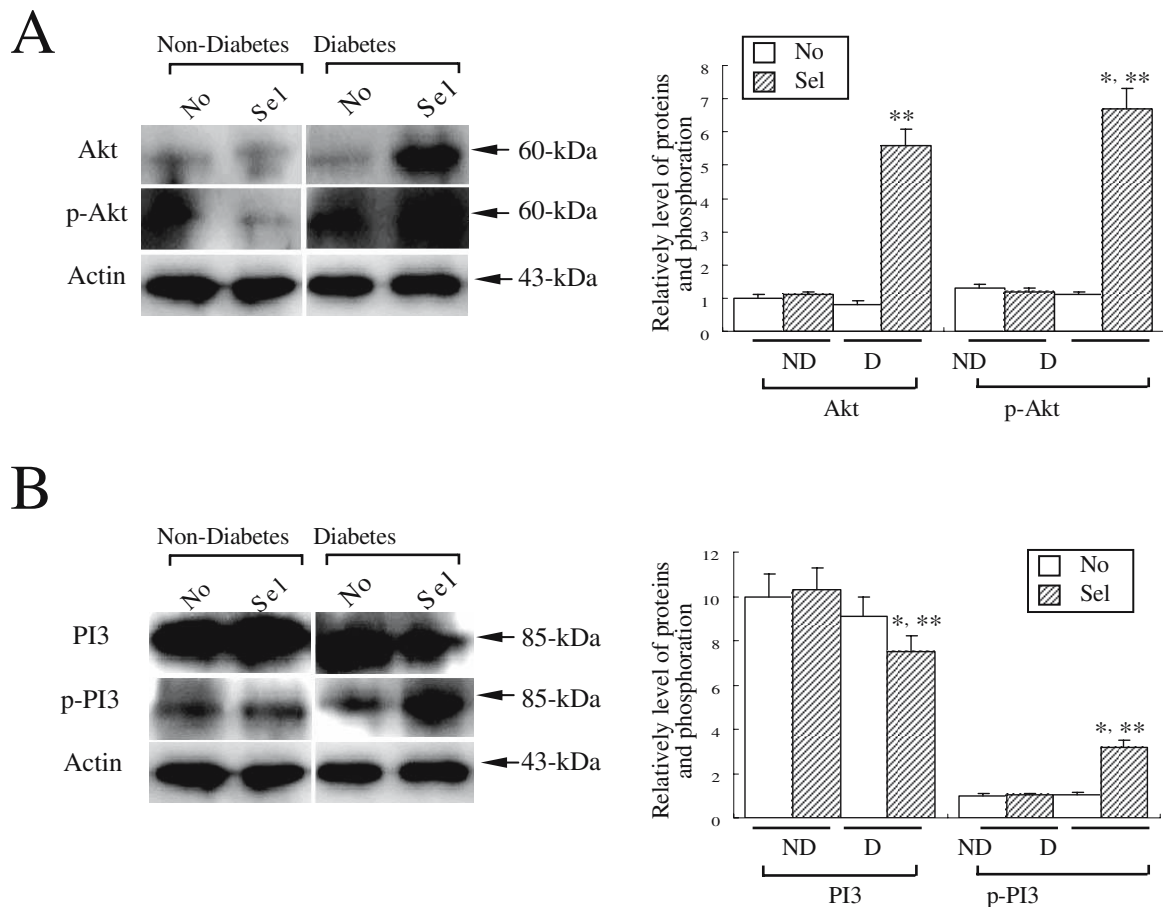 A
Non-Diabetes Diabetes
No Sel No Sel
Akt 60-kDa
p-Akt 60-kDa
Actin 43-kDa
No
Sel
Relatively level of proteins
and phosphoration
8
7
6
5
4
3
2
1
0
**
*, **
ND D ND D
Akt p-Akt
B
Non-Diabetes Diabetes
No Sel No Sel
PI3 85-kDa
p-PI3 85-kDa
Actin 43-kDa
No
Sel
Relatively level of proteins
and phosphoration
12
10
8
6
4
2
0
*, **
*, **
ND D ND D
PI3 p-PI3